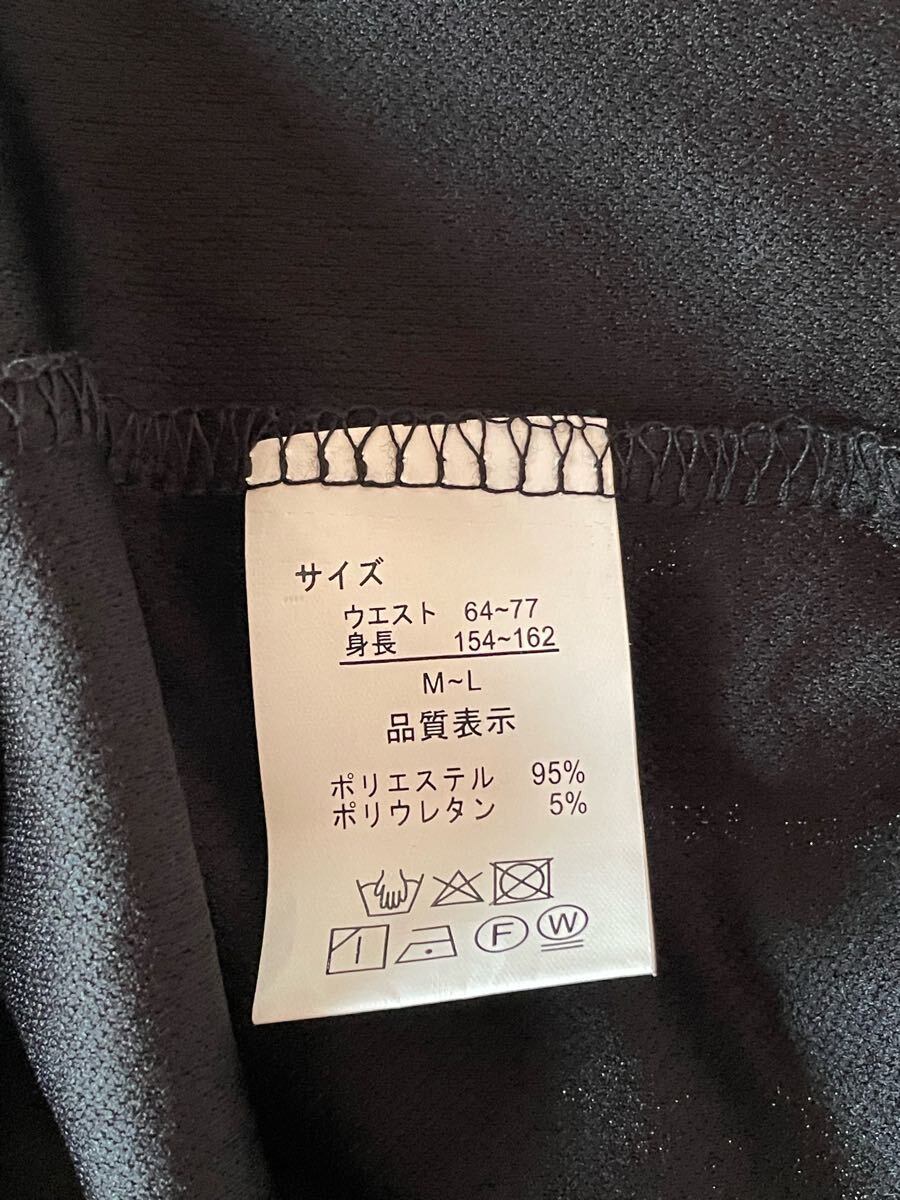 サイズ
ウエスト 64~77
身長 154~162
M~L
品質表示
ポリエステル 95%
ポリウレタン 5%
F W